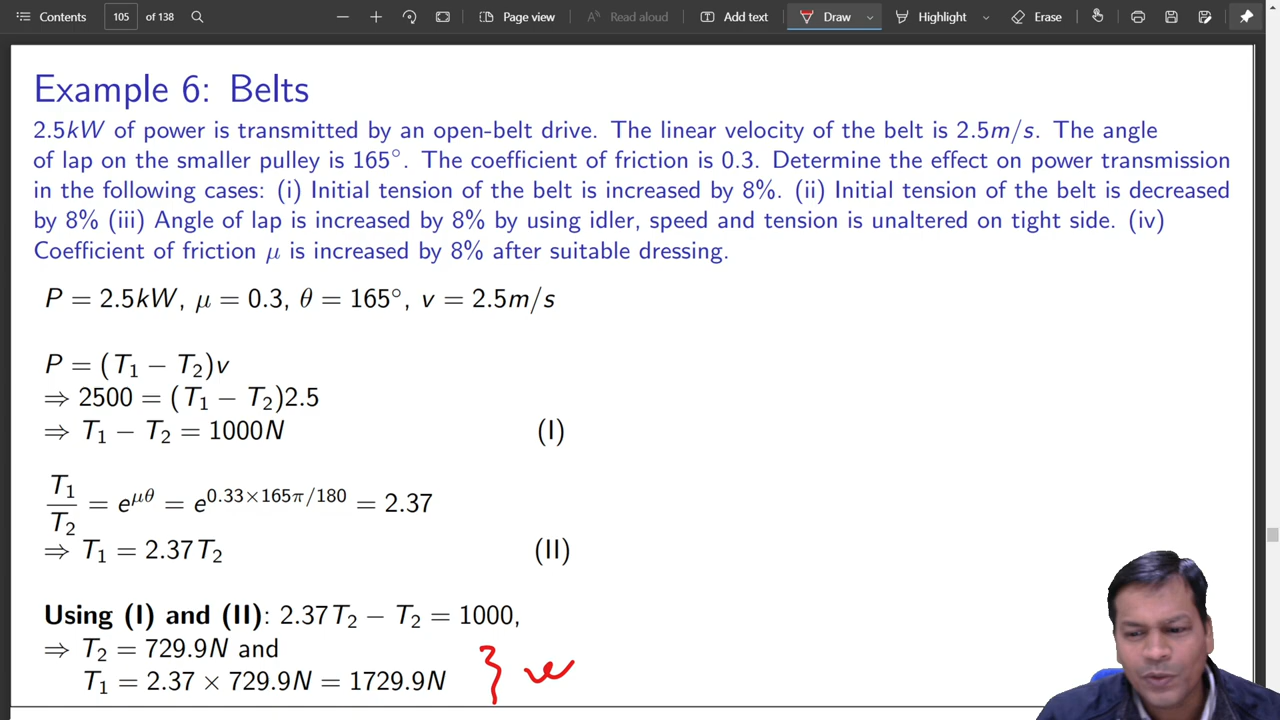 Contents 105 of 138 Page view Read aloud Add text Draw Highlight Erase
Example 6: Belts
2.5kW of power is transmitted by an open-belt drive. The linear velocity of the belt is 2.5m/s. The angle
of lap on the smaller pulley is 165°. The coefficient of friction is 0.3. Determine the effect on power transmission
in the following cases: (i) Initial tension of the belt is increased by 8%. (ii) Initial tension of the belt is decreased
by 8% (iii) Angle of lap is increased by 8% by using idler, speed and tension is unaltered on tight side. (iv)
Coefficient of friction μ is increased by 8% after suitable dressing.
P = 2.5kW, μ = 0.3, θ = 165°, v = 2.5m/s
P = (T₁ − T₂)v
⇒ 2500 = (T₁ − T₂)2.5
⇒ T₁ − T₂ = 1000N (I)
T₁/T₂ = e^μθ = e^0.33×165π/180 = 2.37
⇒ T₁ = 2.37T₂ (II)
Using (I) and (II): 2.37T₂ − T₂ = 1000,
⇒ T₂ = 729.9N and
T₁ = 2.37 × 729.9N = 1729.9N